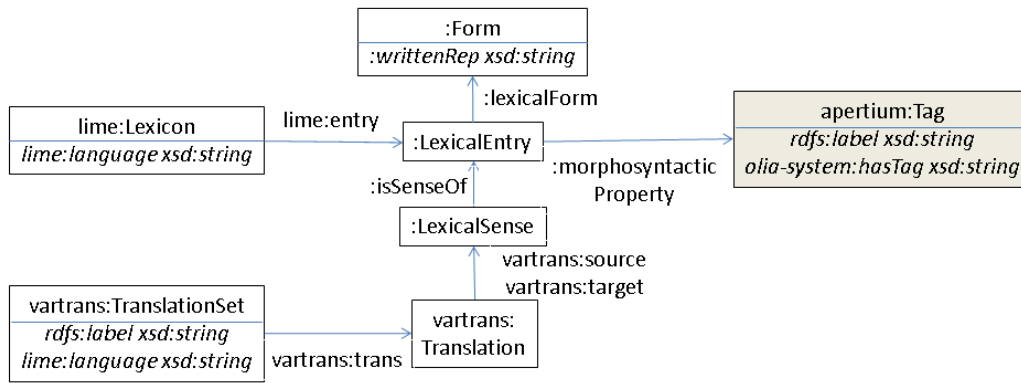 :Form
:writtenRep xsd:string
:lexicalForm
lime:Lexicon
lime:language xsd:string
lime:entry
:LexicalEntry
:morphosyntactic
Property
apertium:Tag
rdfs:label xsd:string
olia-system:hasTag xsd:string
:isSenseOf
:LexicalSense
vartrans:source
vartrans:target
vartrans:TranslationSet
rdfs:label xsd:string
lime:language xsd:string
vartrans:trans
vartrans:
Translation